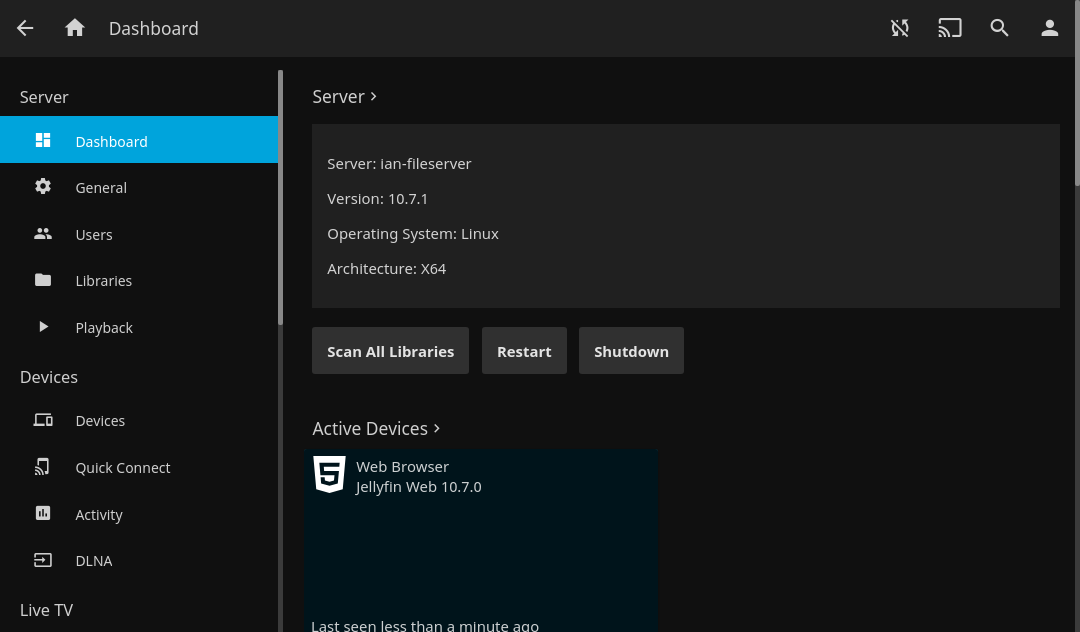 Dashboard
Server
Dashboard
General
Users
Libraries
Playback
Devices
Devices
Quick Connect
Activity
DLNA
Live TV
Server
Server: ian-fileserver
Version: 10.7.1
Operating System: Linux
Architecture: X64
Scan All Libraries
Restart
Shutdown
Active Devices
Web Browser
Jellyfin Web 10.7.0
Last seen less than a minute ago